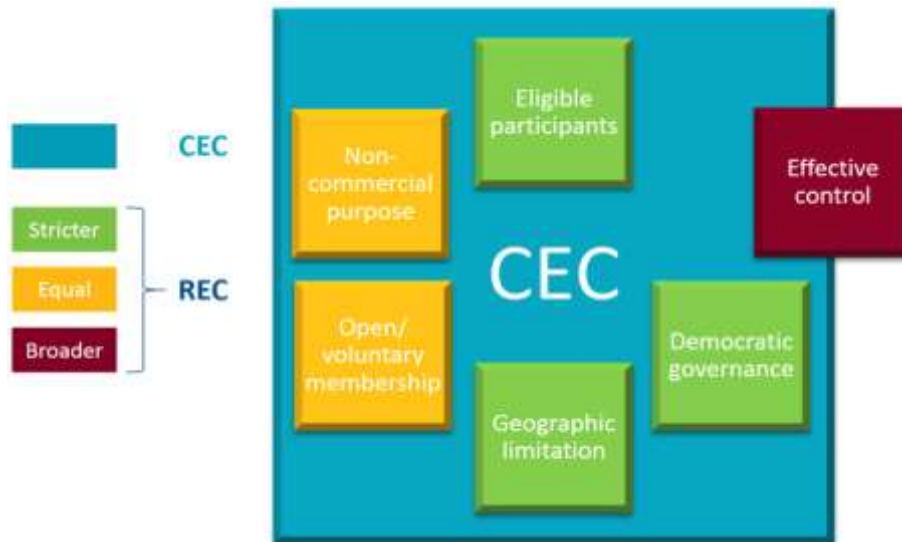 CEC
Stricter
Equal
Broader
REC
Eligible
participants
Non-
commercial
purpose
Effective
control
CEC
Open/
voluntary
membership
Democratic
governance
Geographic
limitation